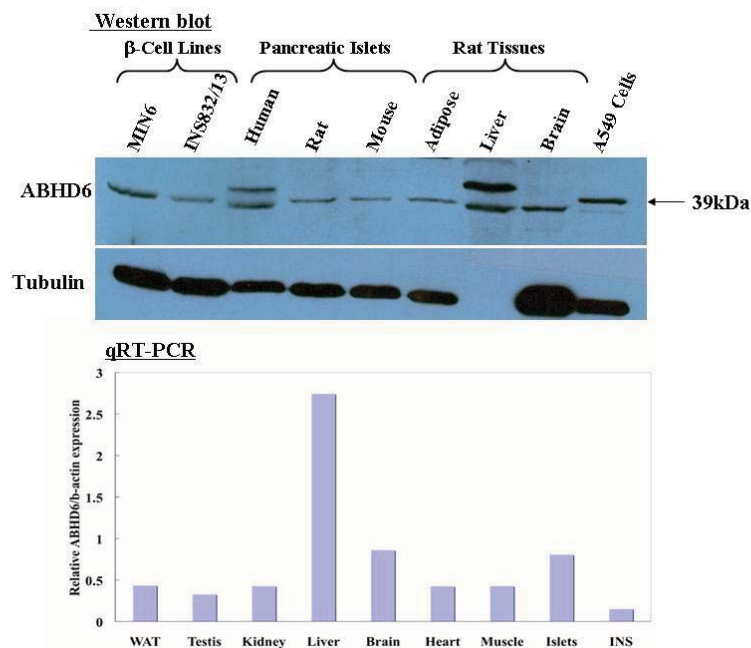 Western blot
β-Cell Lines Pancreatic Islets Rat Tissues
MIN6 INS832/13 Human Rat Mouse Adipose Liver Brain A549 Cells
ABHD6 39kDa
Tubulin
qRT-PCR
3
2.5
2
1.5
1
0.5
0
Relative ABHD6/b-actin expression
WAT Testis Kidney Liver Brain Heart Muscle Islets INS